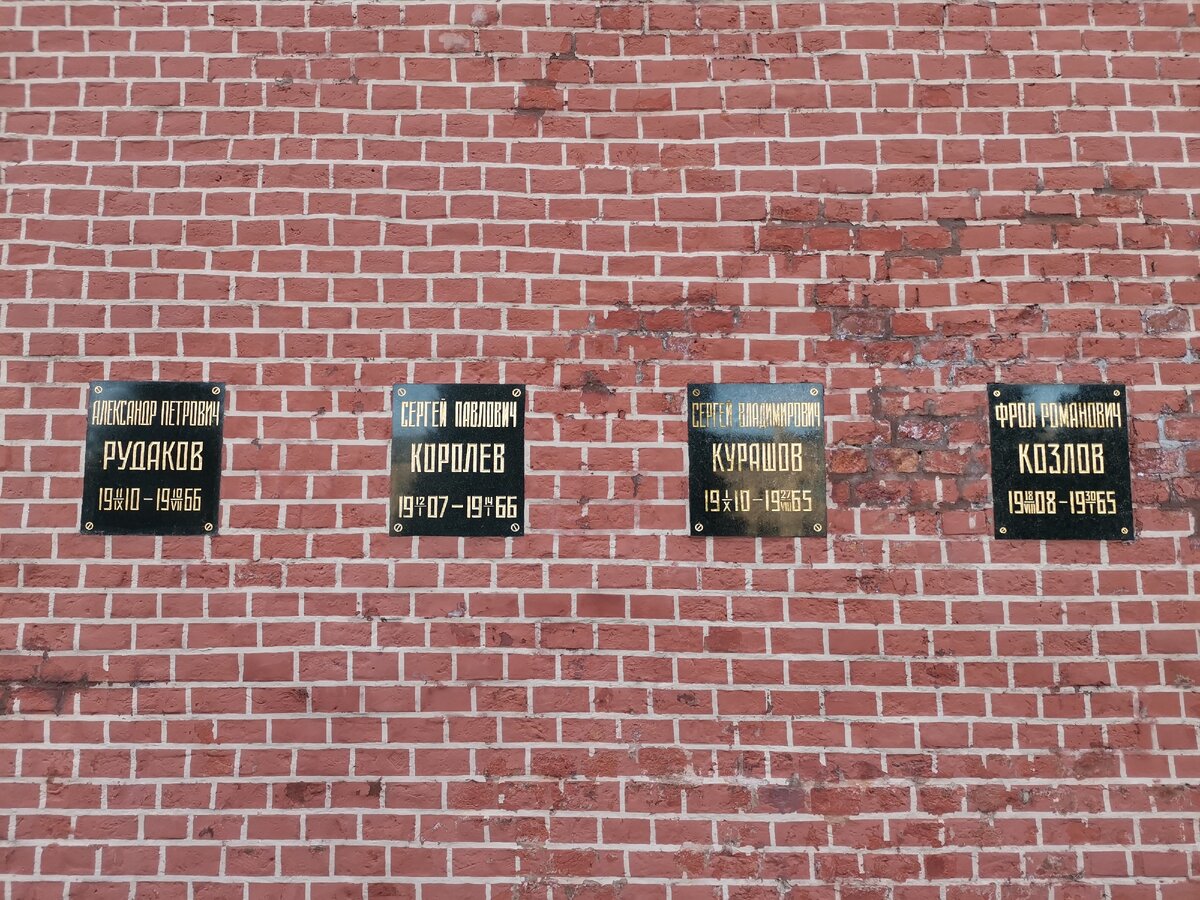 АЛЕКСАНДР ПЕТРОВИЧ
РУДАКОВ
19 11/IX 10 – 19 10/VII 66
СЕРГЕЙ ПАВЛОВИЧ
КОРОЛЕВ
19 12/I 07 – 19 14/I 66
СЕРГЕЙ ВЛАДИМИРОВИЧ
КУРАШОВ
19 1/X 10 – 19 27/VIII 65
ФРОЛ РОМАНОВИЧ
КОЗЛОВ
19 18/VIII 08 – 19 30/I 65